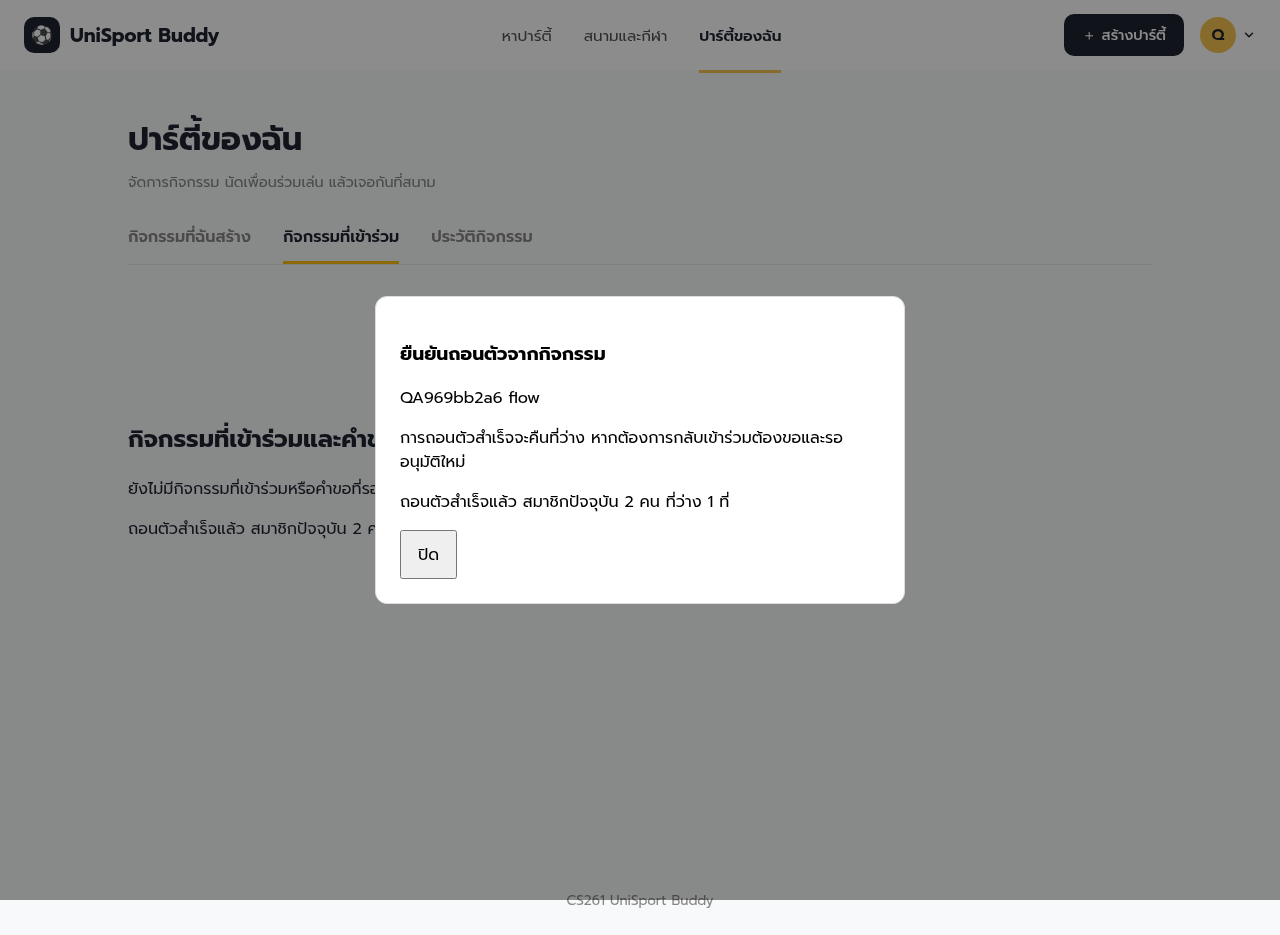 UniSport Buddy
หาปาร์ตี้
สนามและกีฬา
ปาร์ตี้ของฉัน
+ สร้างปาร์ตี้
Q
ปาร์ตี้ของฉัน
จัดการกิจกรรม นัดเพื่อนร่วมเล่น แล้วเจอกันที่สนาม
กิจกรรมที่ฉันสร้าง
กิจกรรมที่เข้าร่วม
ประวัติกิจกรรม
ยืนยันถอนตัวจากกิจกรรม
QA969bb2a6 flow
การถอนตัวสำเร็จจะคืนที่ว่าง หากต้องการกลับเข้าร่วมต้องขอและรอ
อนุมัติใหม่
ถอนตัวสำเร็จแล้ว สมาชิกปัจจุบัน 2 คน ที่ว่าง 1 ที่
ปิด
กิจกรรมที่เข้าร่วมและคำ
ยังไม่มีกิจกรรมที่เข้าร่วมหรือคำขอที่ร
ถอนตัวสำเร็จแล้ว สมาชิกปัจจุบัน 2 ค
CS261 UniSport Buddy